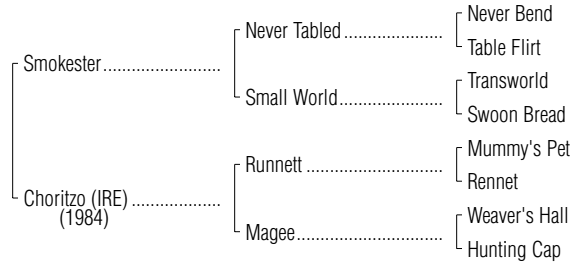 Never Bend
Never Tabled
Table Flirt
Smokester
Transworld
Small World
Swoon Bread
Mummy's Pet
Runnett
Rennet
Choritzo (IRE)
(1984)
Weaver's Hall
Magee
Hunting Cap